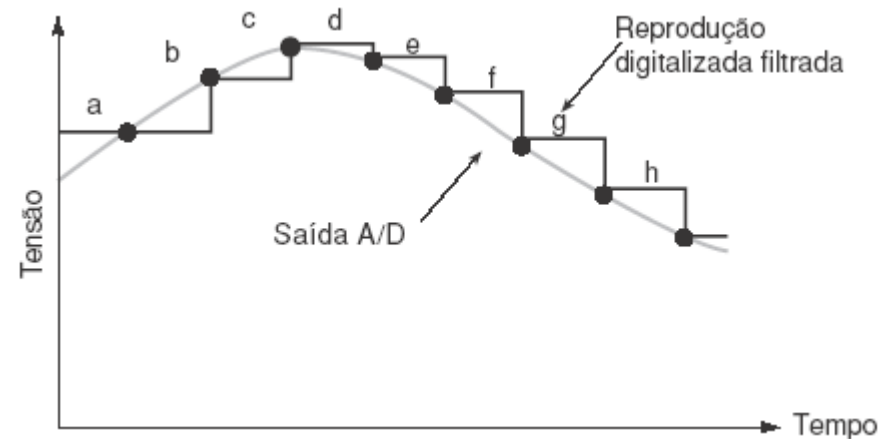 a
b
c
d
e
f
g
h
Reprodução
digitalizada filtrada
Saída A/D
Tensão
Tempo